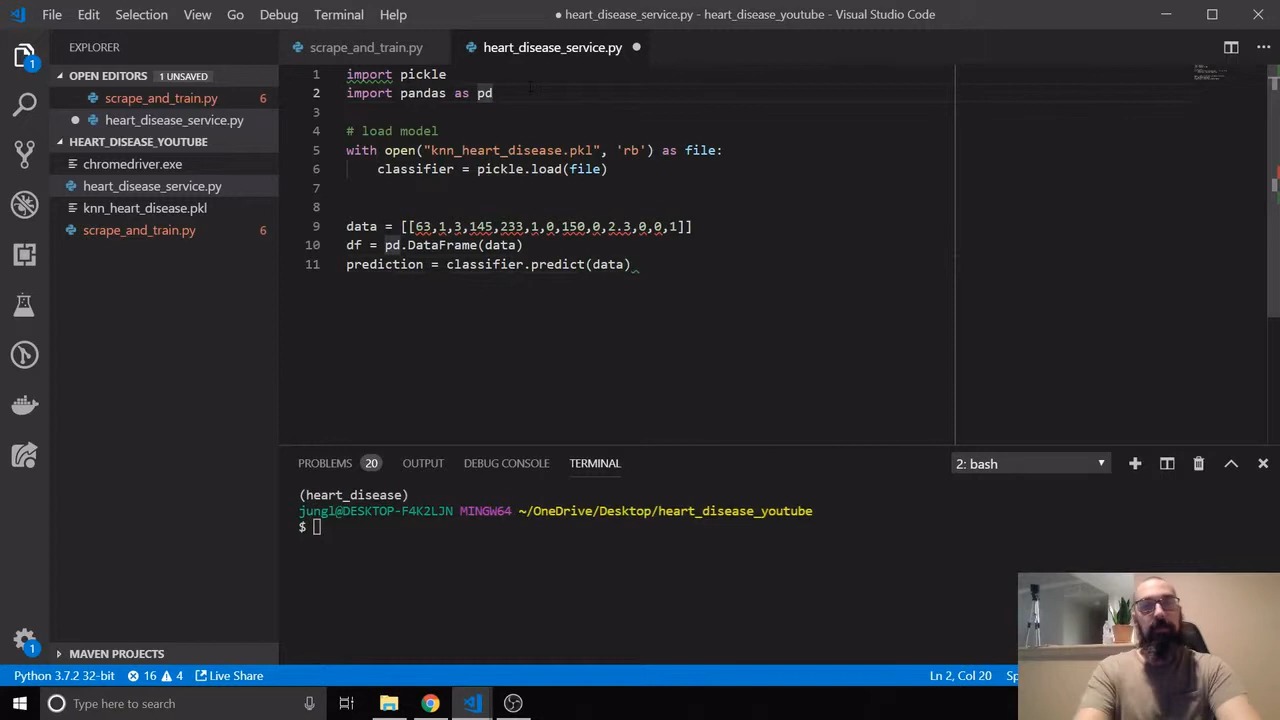 File Edit Selection View Go Debug Terminal Help
● heart_disease_service.py - heart_disease_youtube - Visual Studio Code
EXPLORER
OPEN EDITORS 1 UNSAVED
scrape_and_train.py 6
heart_disease_service.py
HEART_DISEASE_YOUTUBE
chromedriver.exe
heart_disease_service.py
knn_heart_disease.pkl
scrape_and_train.py 6
MAVEN PROJECTS
1
1
scrape_and_train.py heart_disease_service.py
1 import pickle
2 import pandas as pd
3
4 # load model
5 with open("knn_heart_disease.pkl", 'rb') as file:
6 classifier = pickle.load(file)
7
8
9 data = [[63,1,3,145,233,1,0,150,0,2.3,0,0,1]]
10 df = pd.DataFrame(data)
11 prediction = classifier.predict(data)
PROBLEMS 20 OUTPUT DEBUG CONSOLE TERMINAL 2: bash
(heart_disease)
jungl@DESKTOP-F4K2LJN MINGW64 ~/OneDrive/Desktop/heart_disease_youtube
$
Python 3.7.2 32-bit 16 4 Live Share Ln 2, Col 20
Type here to search